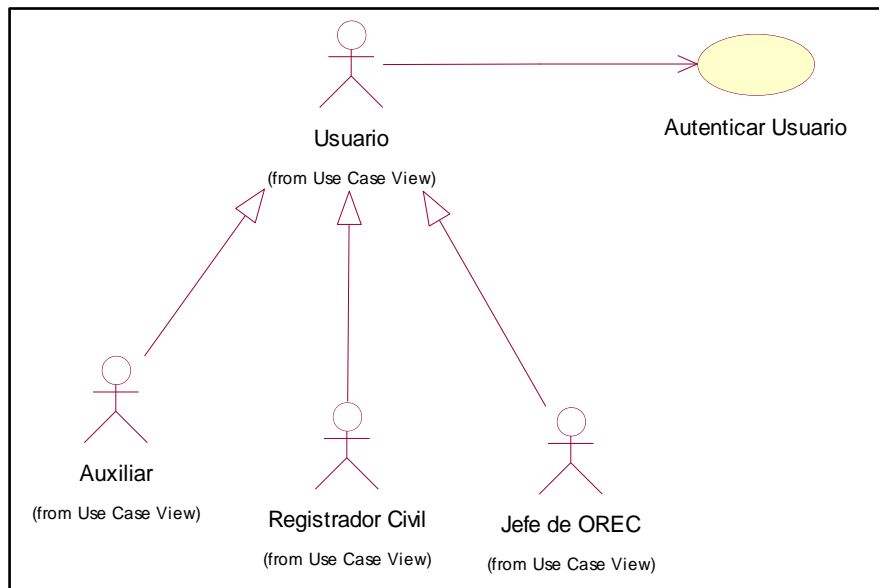 Usuario
(from Use Case View)
Autenticar Usuario
Auxiliar
(from Use Case View)
Registrador Civil
(from Use Case View)
Jefe de OREC
(from Use Case View)